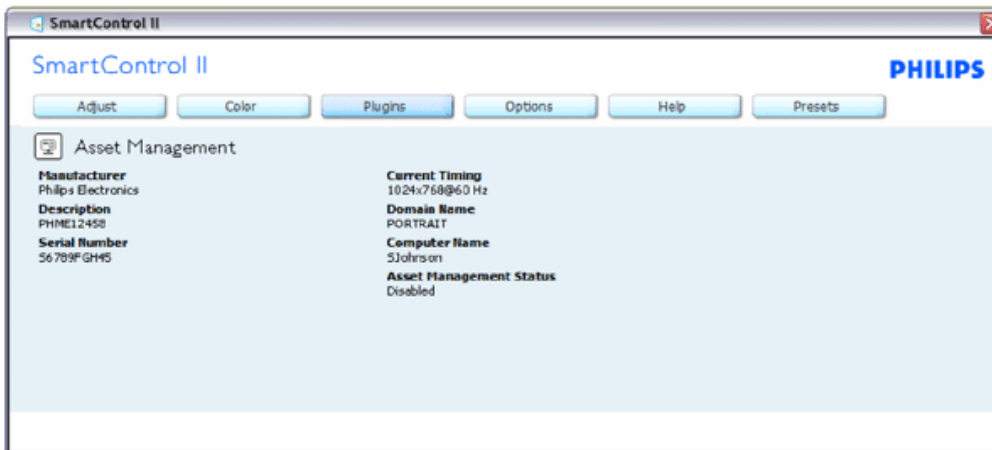 SmartControl II
SmartControl II
PHILIPS
Adjust Color Plugins Options Help Presets
Asset Management
Manufacturer
Philips Electronics
Description
PHME12458
Serial Number
56789FGH45
Current Timing
1024x768@60 Hz
Domain Name
PORTRAIT
Computer Name
SJohnson
Asset Management Status
Disabled